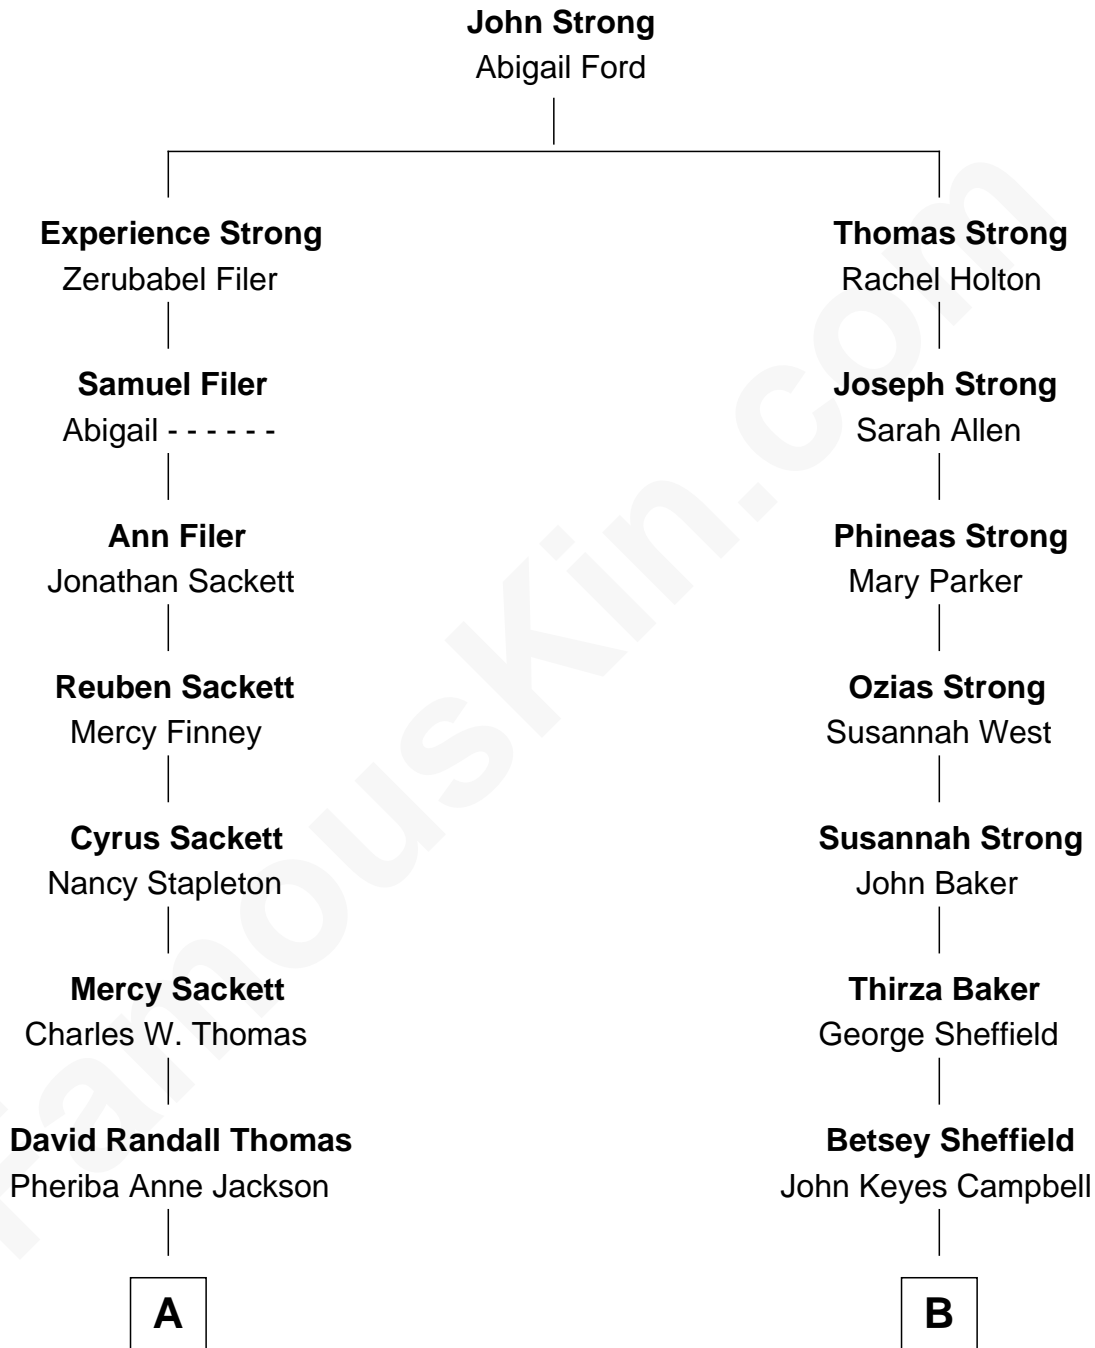 John Strong
Abigail Ford
Experience Strong
Zerubabel Filer
Thomas Strong
Rachel Holton
Samuel Filer
Abigail - - - - - -
Joseph Strong
Sarah Allen
Ann Filer
Jonathan Sackett
Phineas Strong
Mary Parker
Reuben Sackett
Mercy Finney
Ozias Strong
Susannah West
Cyrus Sackett
Nancy Stapleton
Susannah Strong
John Baker
Mercy Sackett
Charles W. Thomas
Thirza Baker
George Sheffield
David Randall Thomas
Pheriba Anne Jackson
Betsey Sheffield
John Keyes Campbell
A
B
FamousKin.com